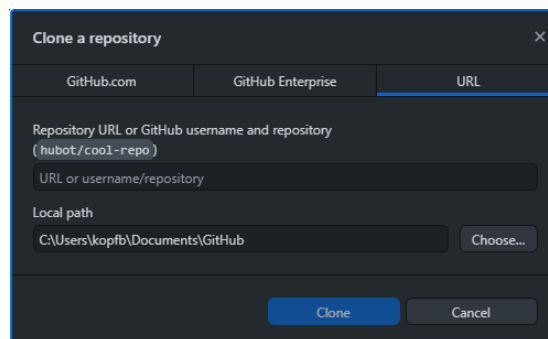 Clone a repository
GitHub.com GitHub Enterprise URL
Repository URL or GitHub username and repository
(hubot/cool-repo)
URL or username/repository
Local path
C:\Users\kopfb\Documents\GitHub Choose...
Clone Cancel